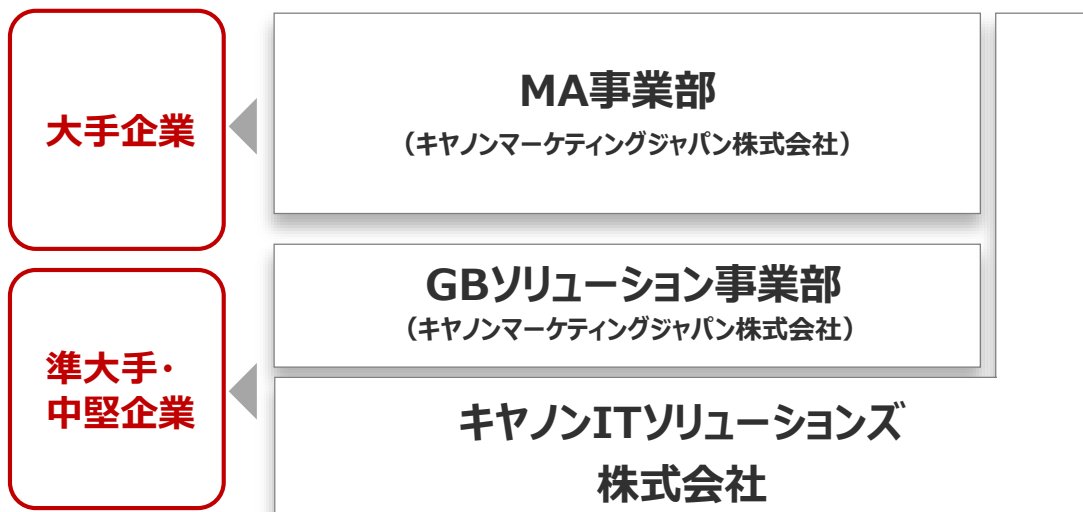 大手企業
MA事業部
（キヤノンマーケティングジャパン株式会社）
GBソリューション事業部
（キヤノンマーケティングジャパン株式会社）
準大手・
中堅企業
キヤノンITソリューションズ
株式会社